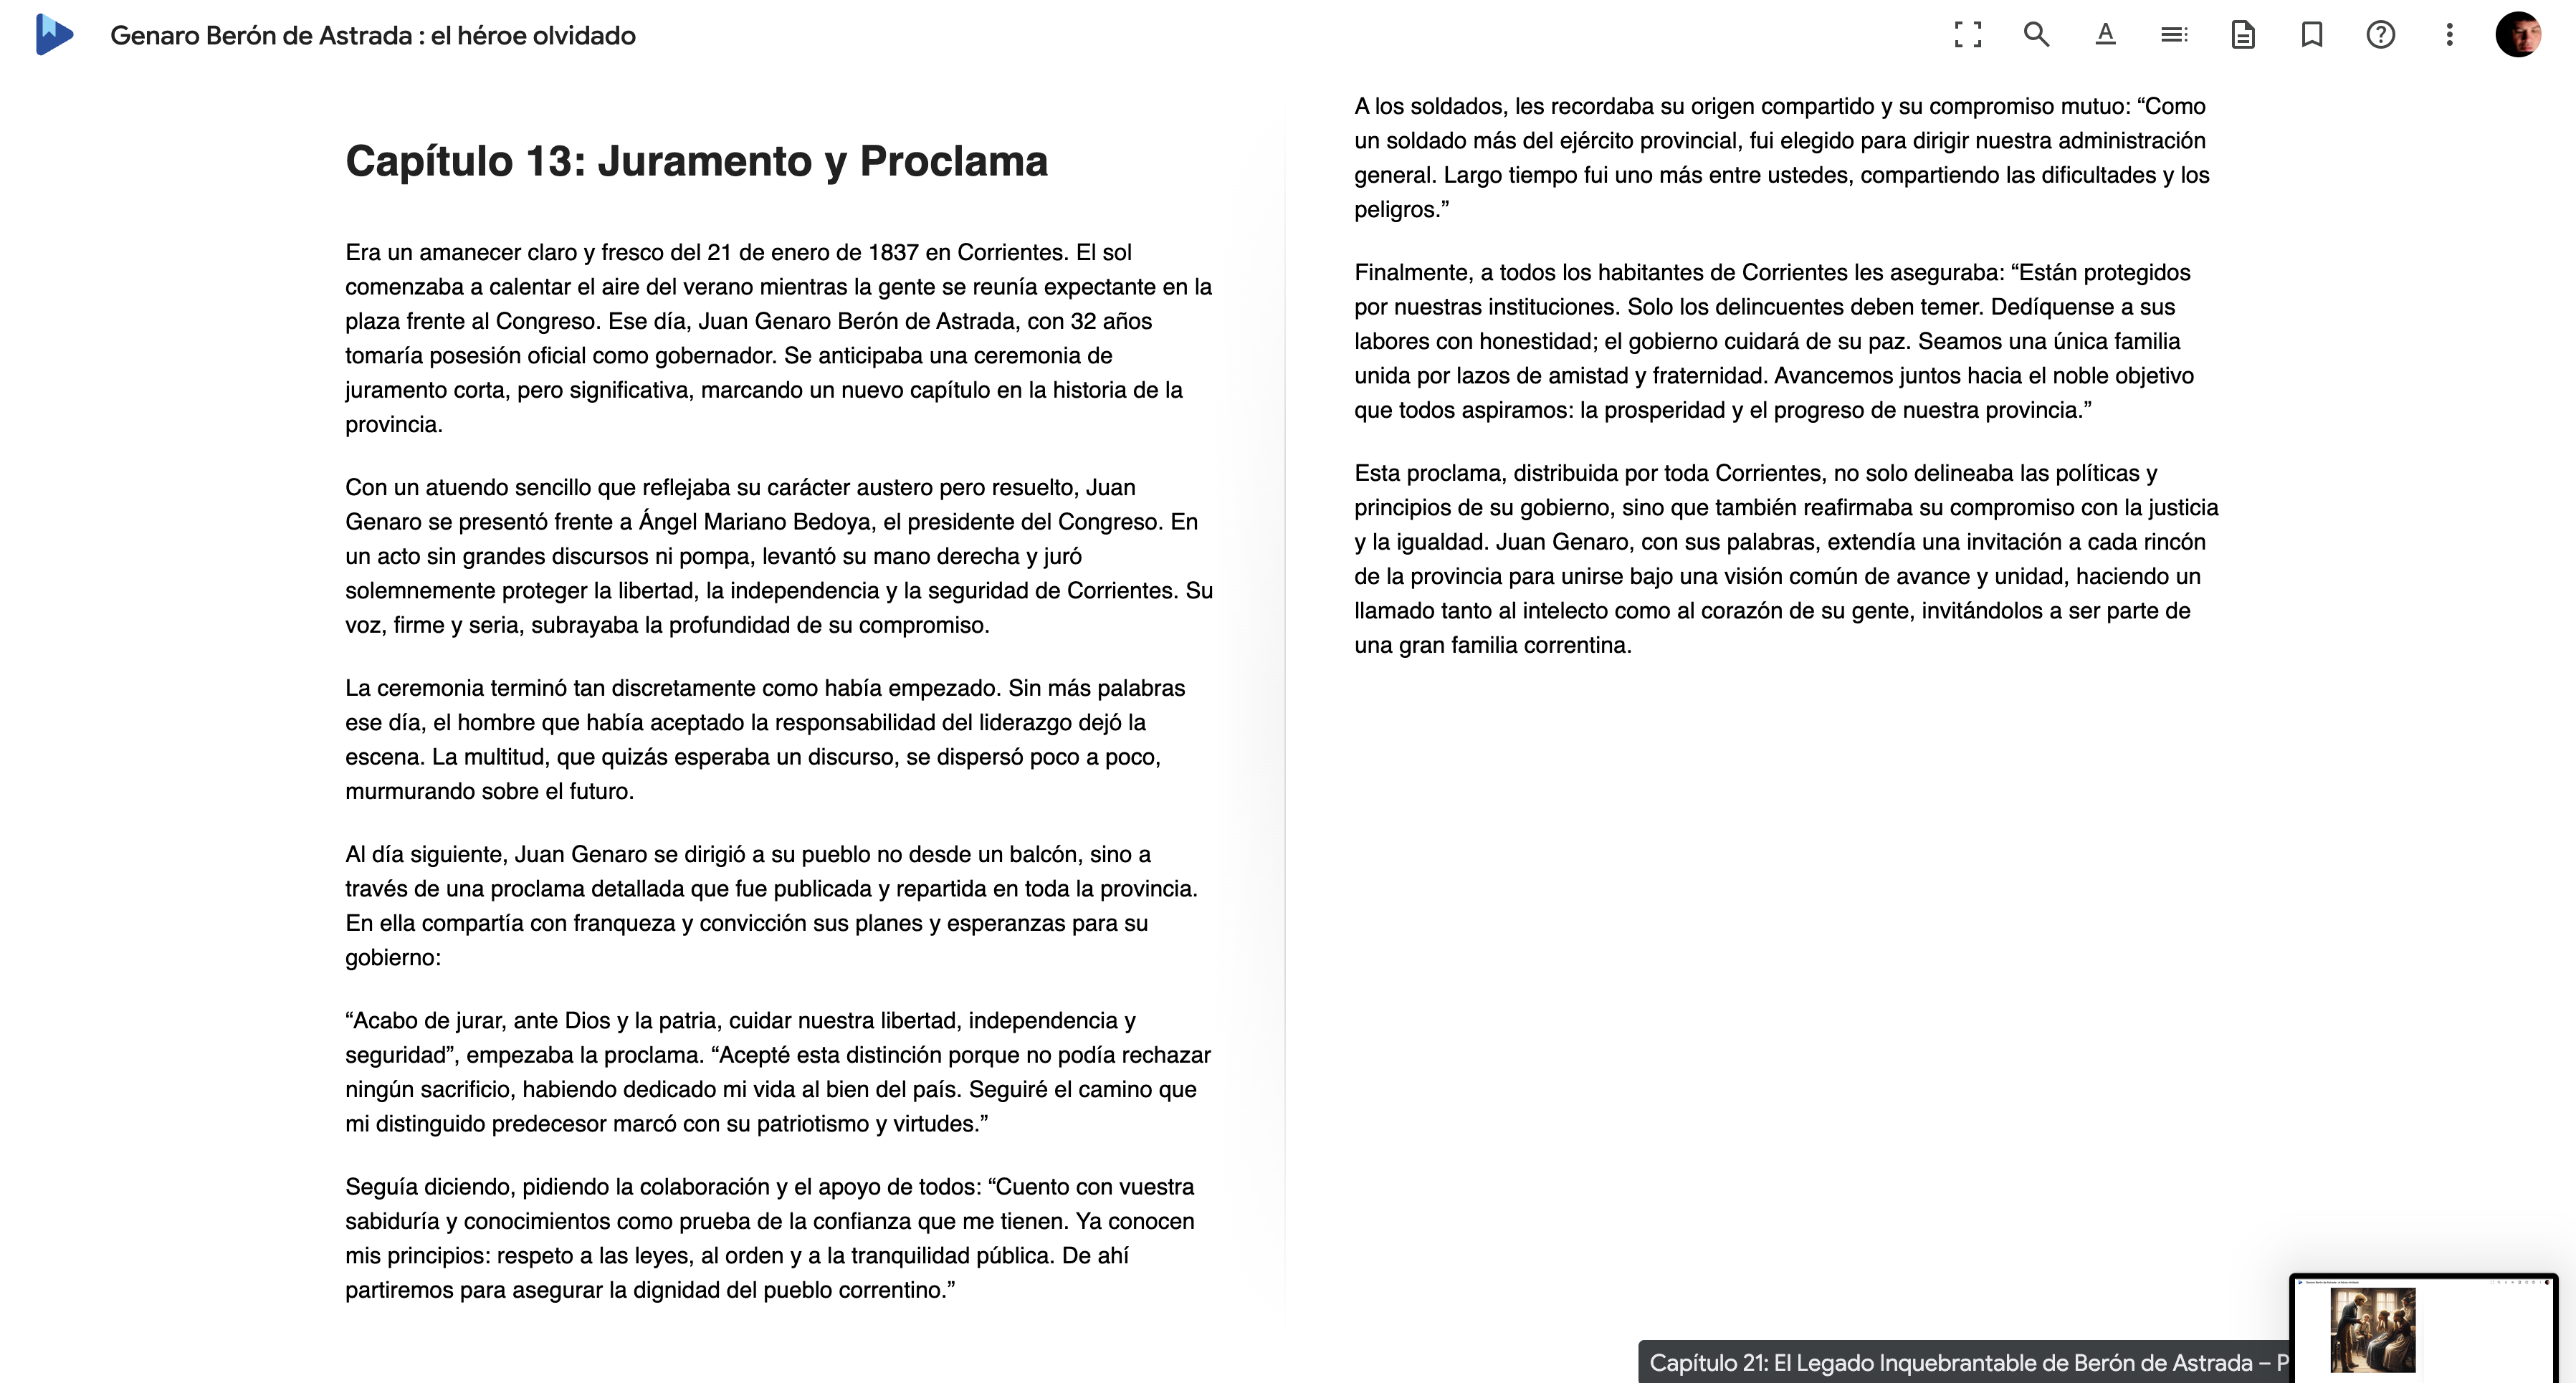 Genaro Berón de Astrada : el héroe olvidado
Capítulo 13: Juramento y Proclama
Era un amanecer claro y fresco del 21 de enero de 1837 en Corrientes. El sol
comenzaba a calentar el aire del verano mientras la gente se reunía expectante en la
plaza frente al Congreso. Ese día, Juan Genaro Berón de Astrada, con 32 años
tomaría posesión oficial como gobernador. Se anticipaba una ceremonia de
juramento corta, pero significativa, marcando un nuevo capítulo en la historia de la
provincia.
Con un atuendo sencillo que reflejaba su carácter austero pero resuelto, Juan
Genaro se presentó frente a Ángel Mariano Bedoya, el presidente del Congreso. En
un acto sin grandes discursos ni pompa, levantó su mano derecha y juró
solemnemente proteger la libertad, la independencia y la seguridad de Corrientes. Su
voz, firme y seria, subrayaba la profundidad de su compromiso.
La ceremonia terminó tan discretamente como había empezado. Sin más palabras
ese día, el hombre que había aceptado la responsabilidad del liderazgo dejó la
escena. La multitud, que quizás esperaba un discurso, se dispersó poco a poco,
murmurando sobre el futuro.
Al día siguiente, Juan Genaro se dirigió a su pueblo no desde un balcón, sino a
través de una proclama detallada que fue publicada y repartida en toda la provincia.
En ella compartía con franqueza y convicción sus planes y esperanzas para su
gobierno:
“Acabo de jurar, ante Dios y la patria, cuidar nuestra libertad, independencia y
seguridad”, empezaba la proclama. “Acepté esta distinción porque no podía rechazar
ningún sacrificio, habiendo dedicado mi vida al bien del país. Seguiré el camino que
mi distinguido predecesor marcó con su patriotismo y virtudes.”
Seguía diciendo, pidiendo la colaboración y el apoyo de todos: “Cuento con vuestra
sabiduría y conocimientos como prueba de la confianza que me tienen. Ya conocen
mis principios: respeto a las leyes, al orden y a la tranquilidad pública. De ahí
partiremos para asegurar la dignidad del pueblo correntino.”
A los soldados, les recordaba su origen compartido y su compromiso mutuo: “Como
un soldado más del ejército provincial, fui elegido para dirigir nuestra administración
general. Largo tiempo fui uno más entre ustedes, compartiendo las dificultades y los
peligros.”
Finalmente, a todos los habitantes de Corrientes les aseguraba: “Están protegidos
por nuestras instituciones. Solo los delincuentes deben temer. Dedíquense a sus
labores con honestidad; el gobierno cuidará de su paz. Seamos una única familia
unida por lazos de amistad y fraternidad. Avancemos juntos hacia el noble objetivo
que todos aspiramos: la prosperidad y el progreso de nuestra provincia.”
Esta proclama, distribuida por toda Corrientes, no solo delineaba las políticas y
principios de su gobierno, sino que también reafirmaba su compromiso con la justicia
y la igualdad. Juan Genaro, con sus palabras, extendía una invitación a cada rincón
de la provincia para unirse bajo una visión común de avance y unidad, haciendo un
llamado tanto al intelecto como al corazón de su gente, invitándolos a ser parte de
una gran familia correntina.
Capítulo 21: El Legado Inquebrantable de Berón de Astrada – P